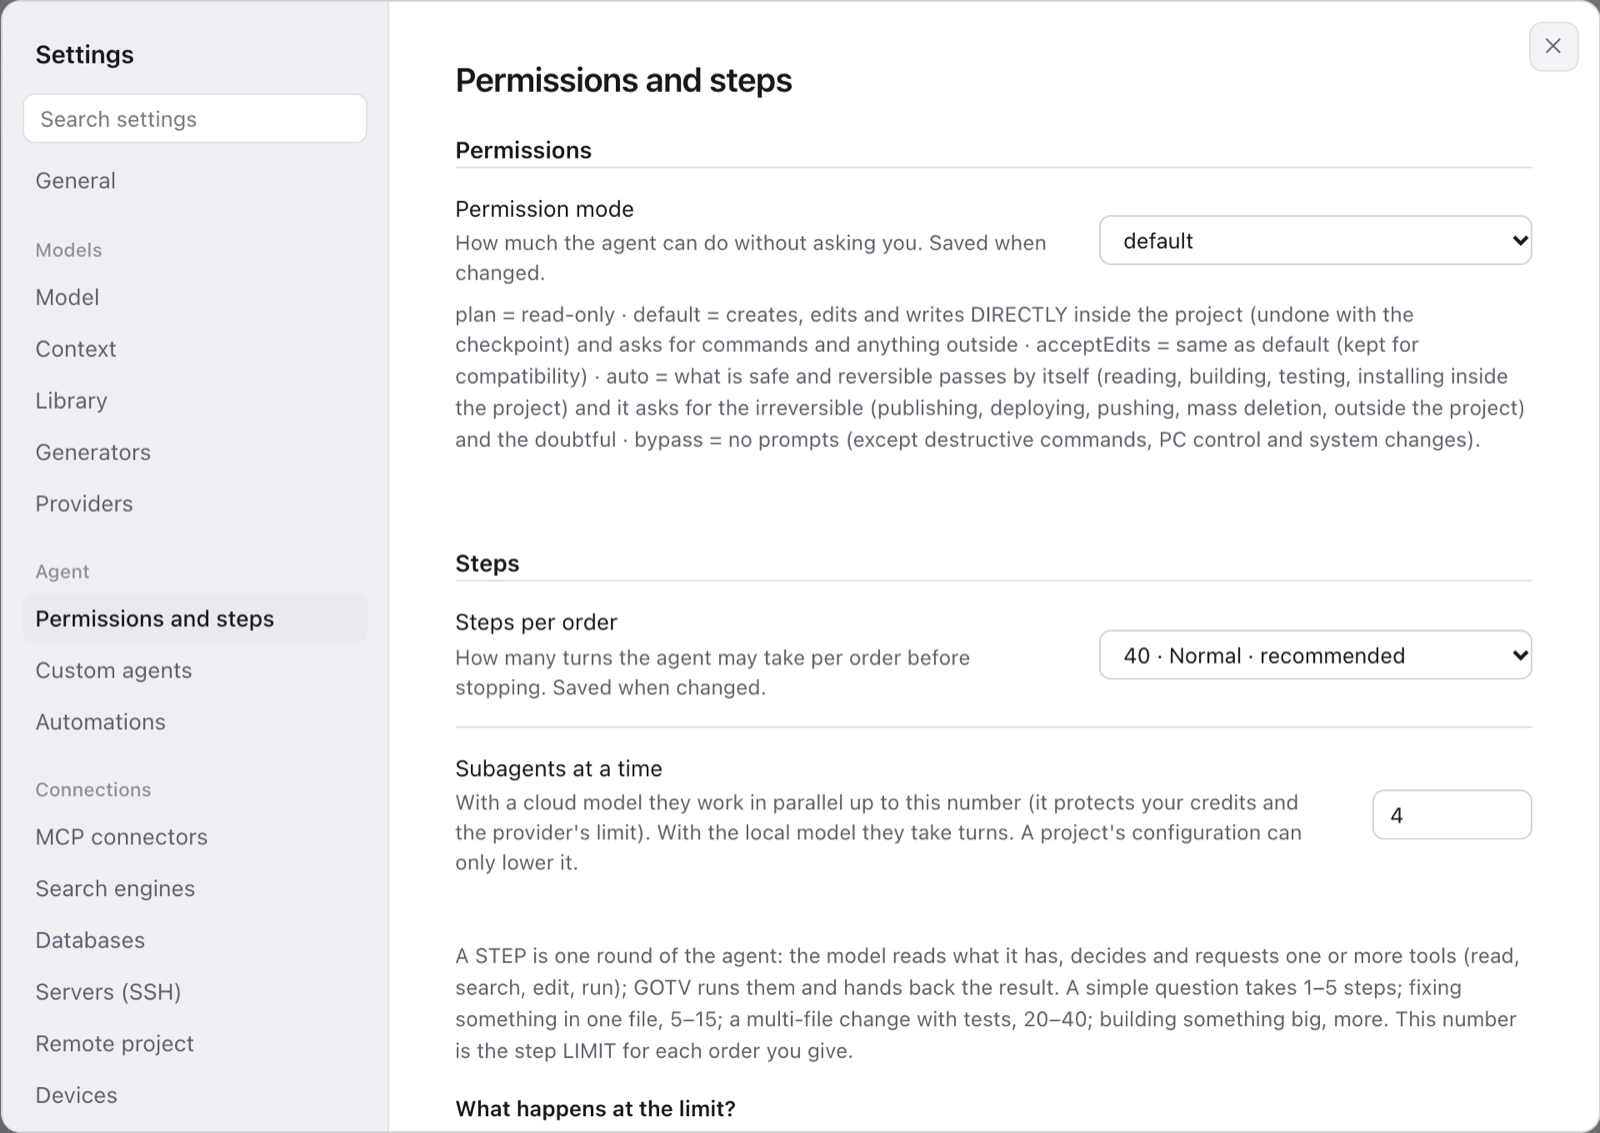 Settings
Search settings
General
Models
Model
Context
Library
Generators
Providers
Agent
Permissions and steps
Custom agents
Automations
Connections
MCP connectors
Search engines
Databases
Servers (SSH)
Remote project
Devices
Permissions and steps
Permissions
Permission mode
How much the agent can do without asking you. Saved when
changed.
default
plan = read-only · default = creates, edits and writes DIRECTLY inside the project (undone with the
checkpoint) and asks for commands and anything outside · acceptEdits = same as default (kept for
compatibility) · auto = what is safe and reversible passes by itself (reading, building, testing, installing inside
the project) and it asks for the irreversible (publishing, deploying, pushing, mass deletion, outside the project)
and the doubtful · bypass = no prompts (except destructive commands, PC control and system changes).
Steps
Steps per order
How many turns the agent may take per order before
stopping. Saved when changed.
40 · Normal · recommended
Subagents at a time
With a cloud model they work in parallel up to this number (it protects your credits and
the provider's limit). With the local model they take turns. A project's configuration can
only lower it.
4
A STEP is one round of the agent: the model reads what it has, decides and requests one or more tools (read,
search, edit, run); GOTV runs them and hands back the result. A simple question takes 1–5 steps; fixing
something in one file, 5–15; a multi-file change with tests, 20–40; building something big, more. This number
is the step LIMIT for each order you give.
What happens at the limit?